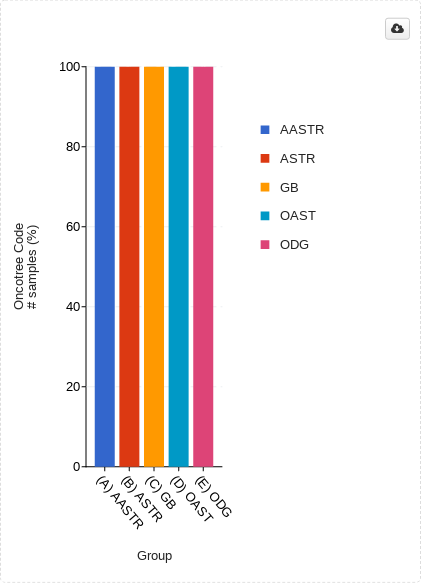 100
80
60
40
20
0
Oncotree Code
# samples (%)
(A) AASTR
(B) ASTR
(C) GB
(D) OAST
(E) ODG
Group
AASTR
ASTR
GB
OAST
ODG